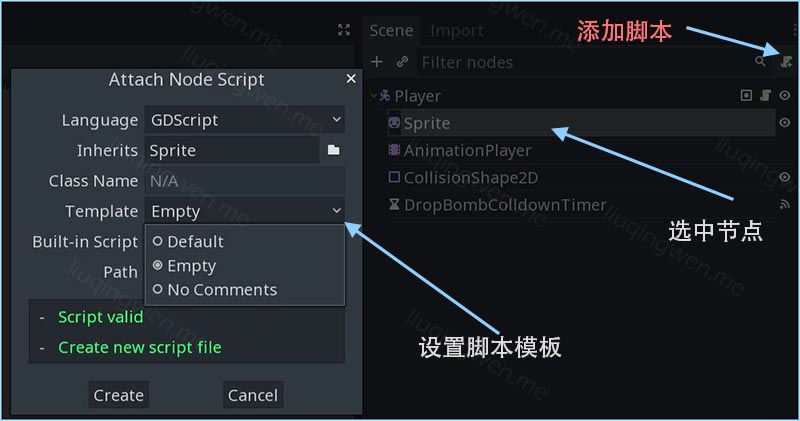 添加脚本
Scene Import
Filter nodes
Player
Sprite
AnimationPlayer
CollisionShape2D
DropBombColldownTimer
选中节点
Attach Node Script
Language GDScript
Inherits Sprite
Class Name N/A
Template Empty
Built-in Script Default
Path Empty
No Comments
- Script valid
- Create new script file
Create Cancel
设置脚本模板
liuqingwen.me